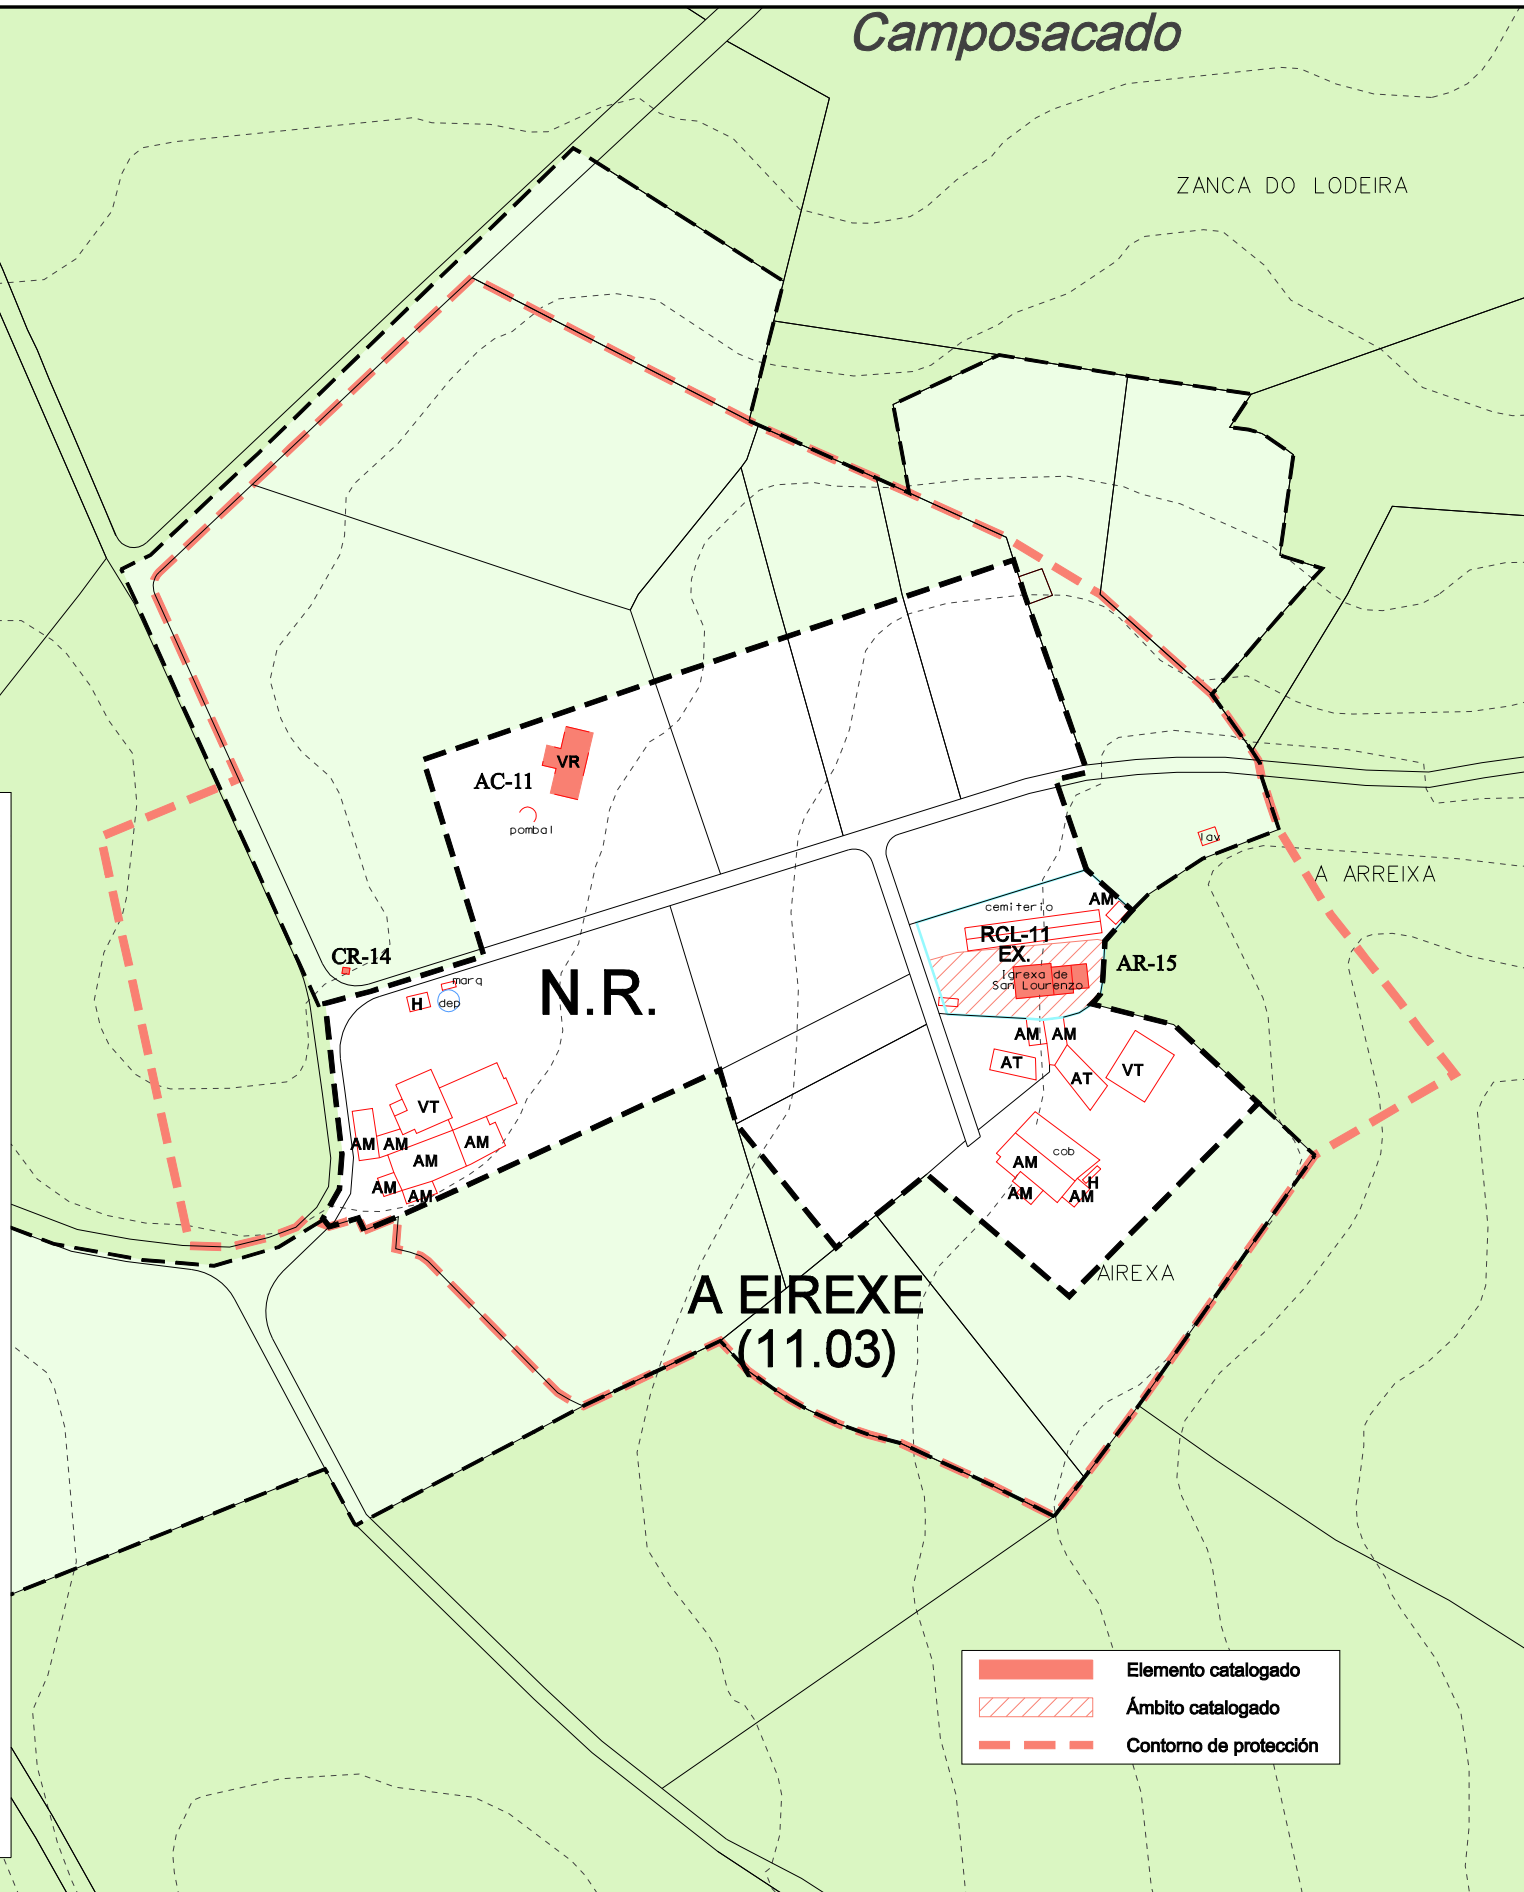 Camposacado
ZANCA DO LODEIRA
VR
AC-11
pombal
lav
A ARREIXA
AM
cemiterio
RCL-11
EX.
CR-14
AR-15
Igrexa de
San Lourenzo
marq
H
dep
N.R.
AM
AM
AT
AT
VT
VT
AM
AM
AM
AM
AM
AM
cob
AM
H
AM
AM
AIREXA
A EIREXE
(11.03)
Elemento catalogado
Ámbito catalogado
Contorno de protección